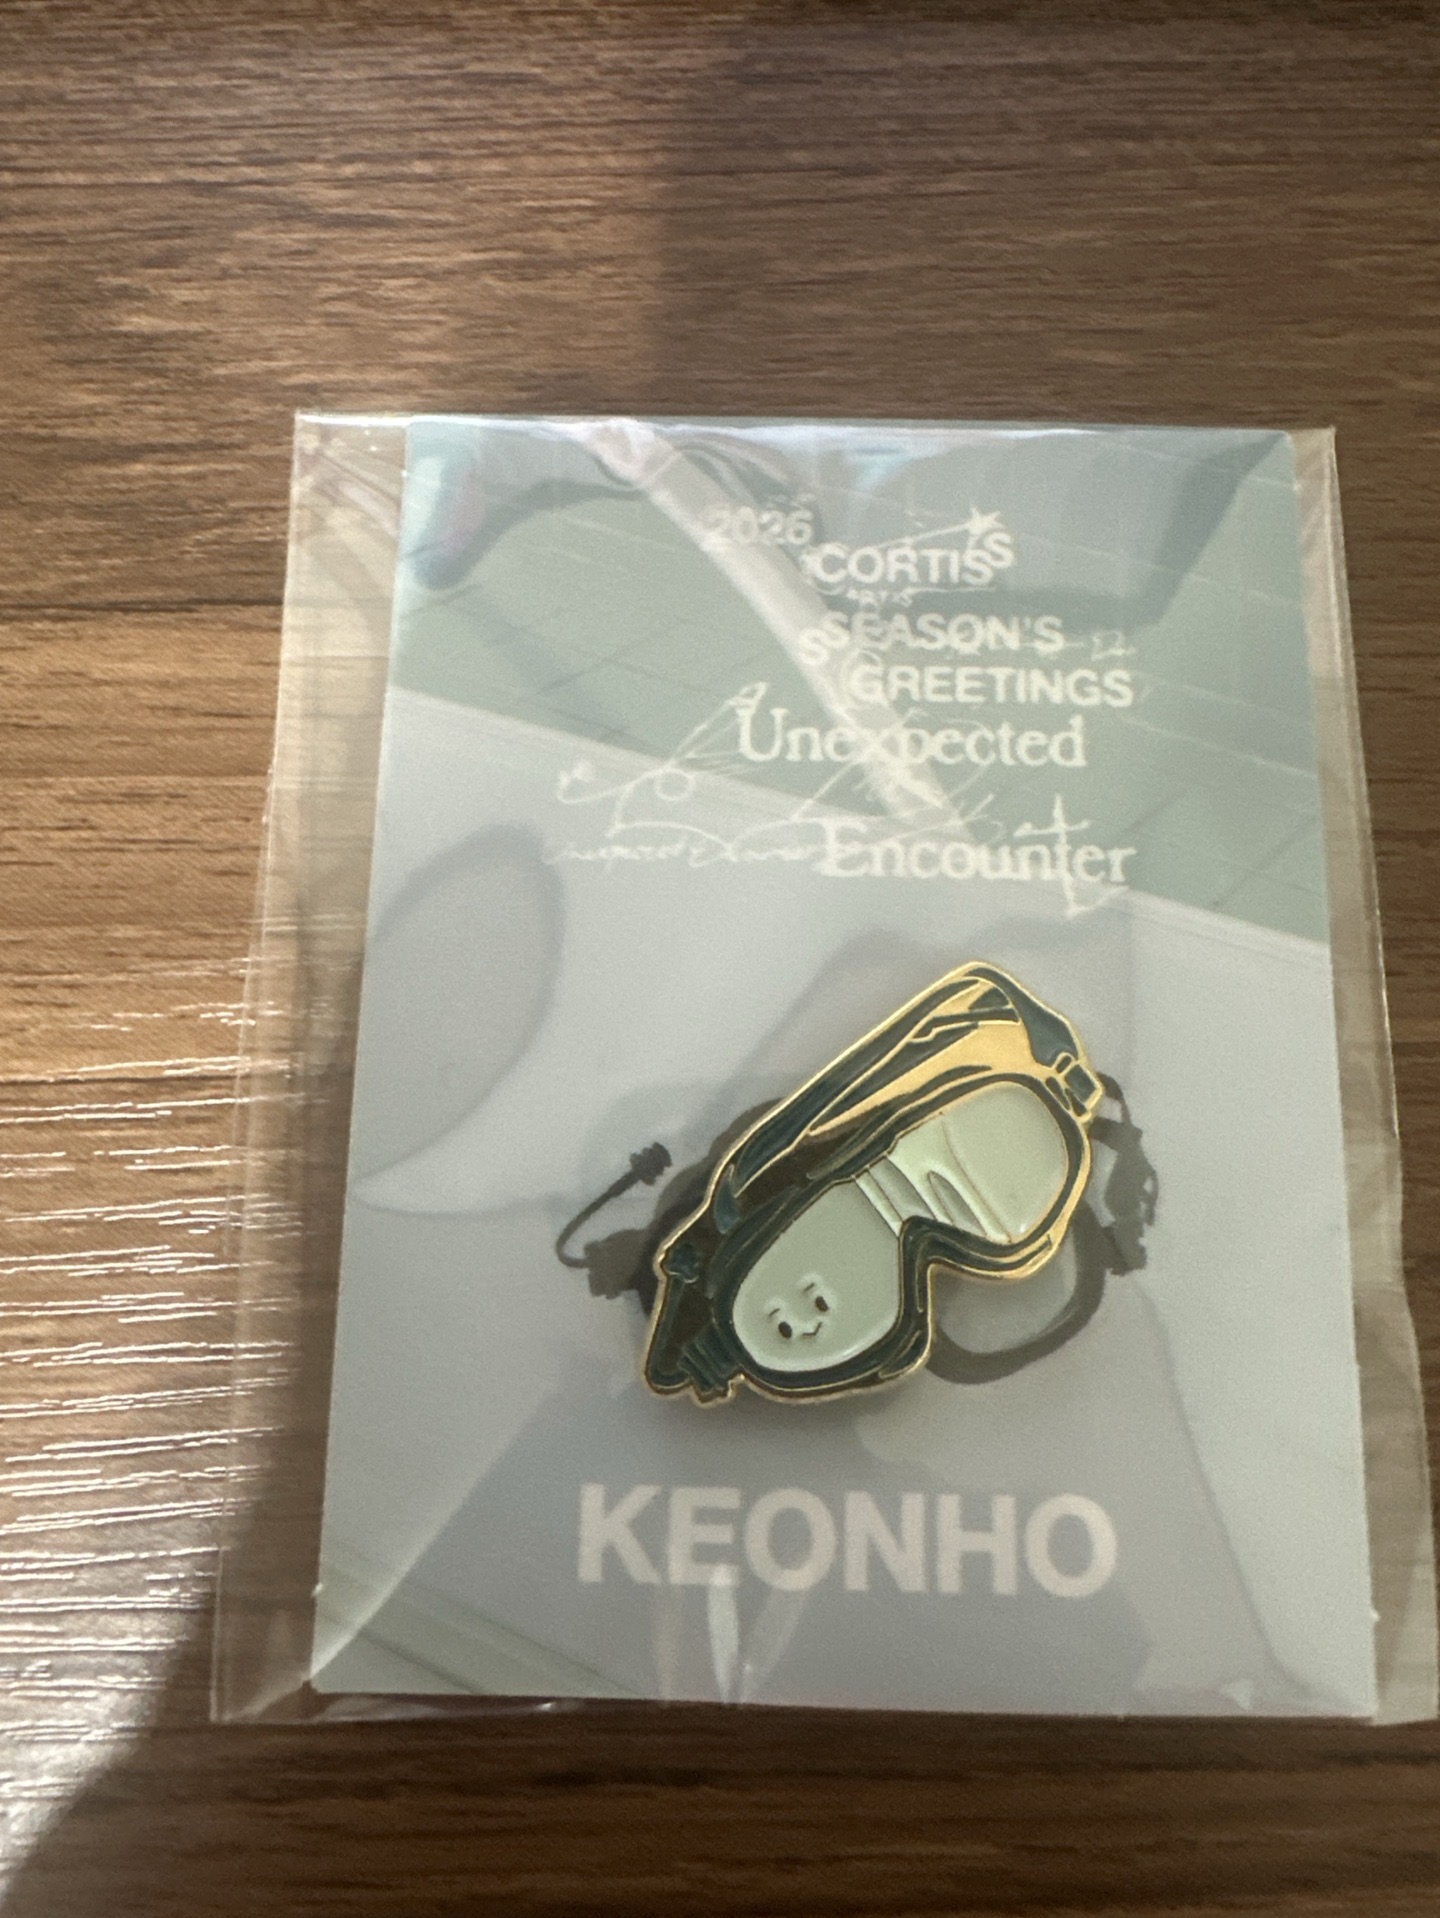 2026
CORTIS
SEASON'S
GREETINGS
Unexpected
Encounter
KEONHO